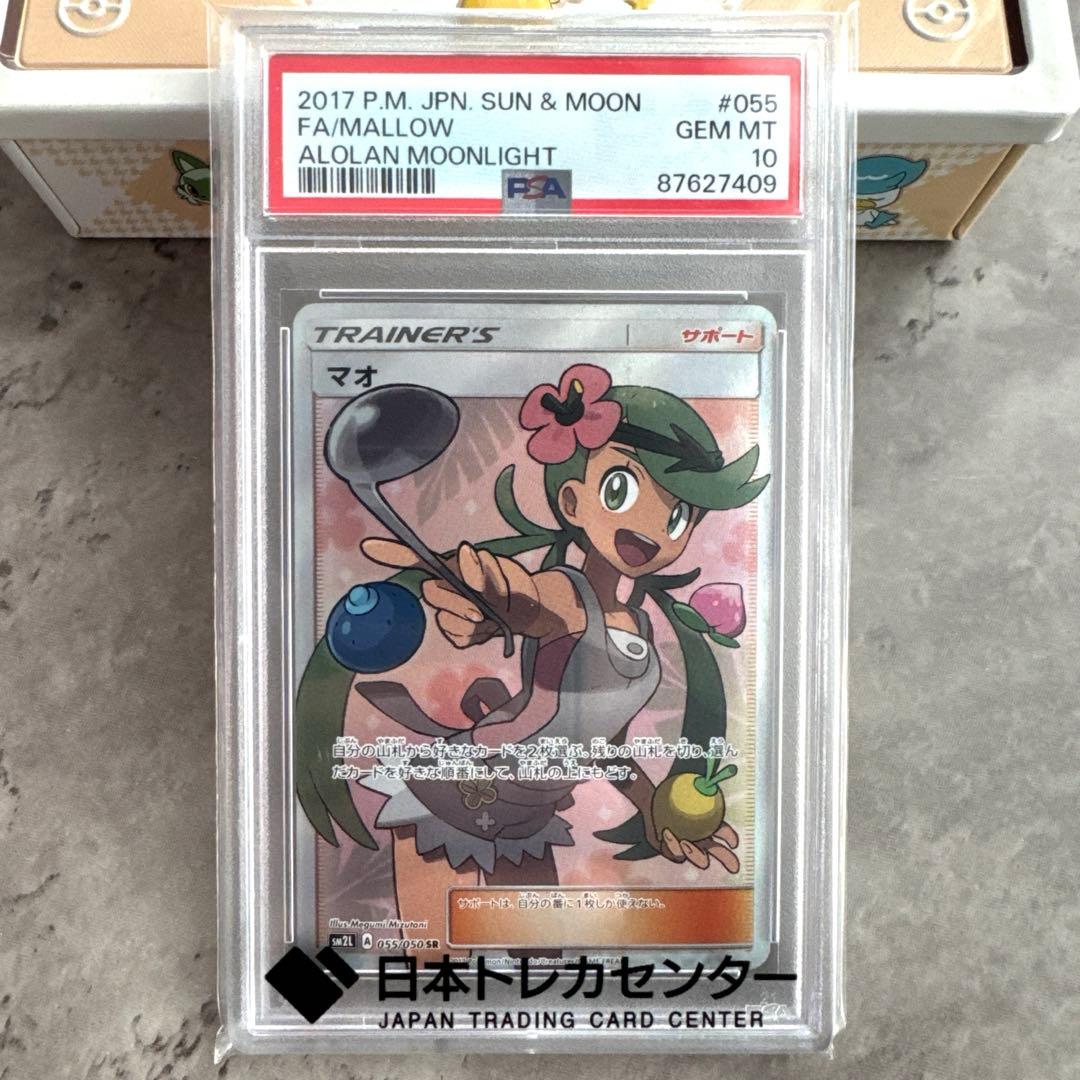 2017 P.M. JPN. SUN & MOON #055
FA/MALLOW GEM MT
ALOLAN MOONLIGHT 10
PSA 87627409
TRAINER'S サポート
マオ
自分の山札から好きなカードを2枚選ぶ。残りの山札を切り、選ん
だカードを好きな順番にして、山札の上にもどす。
サポートは、自分の番に1枚しか使えない。
Illus. Megumi Mizutani
SM2L A 055/050 SR
日本トレカセンター
JAPAN TRADING CARD CENTER